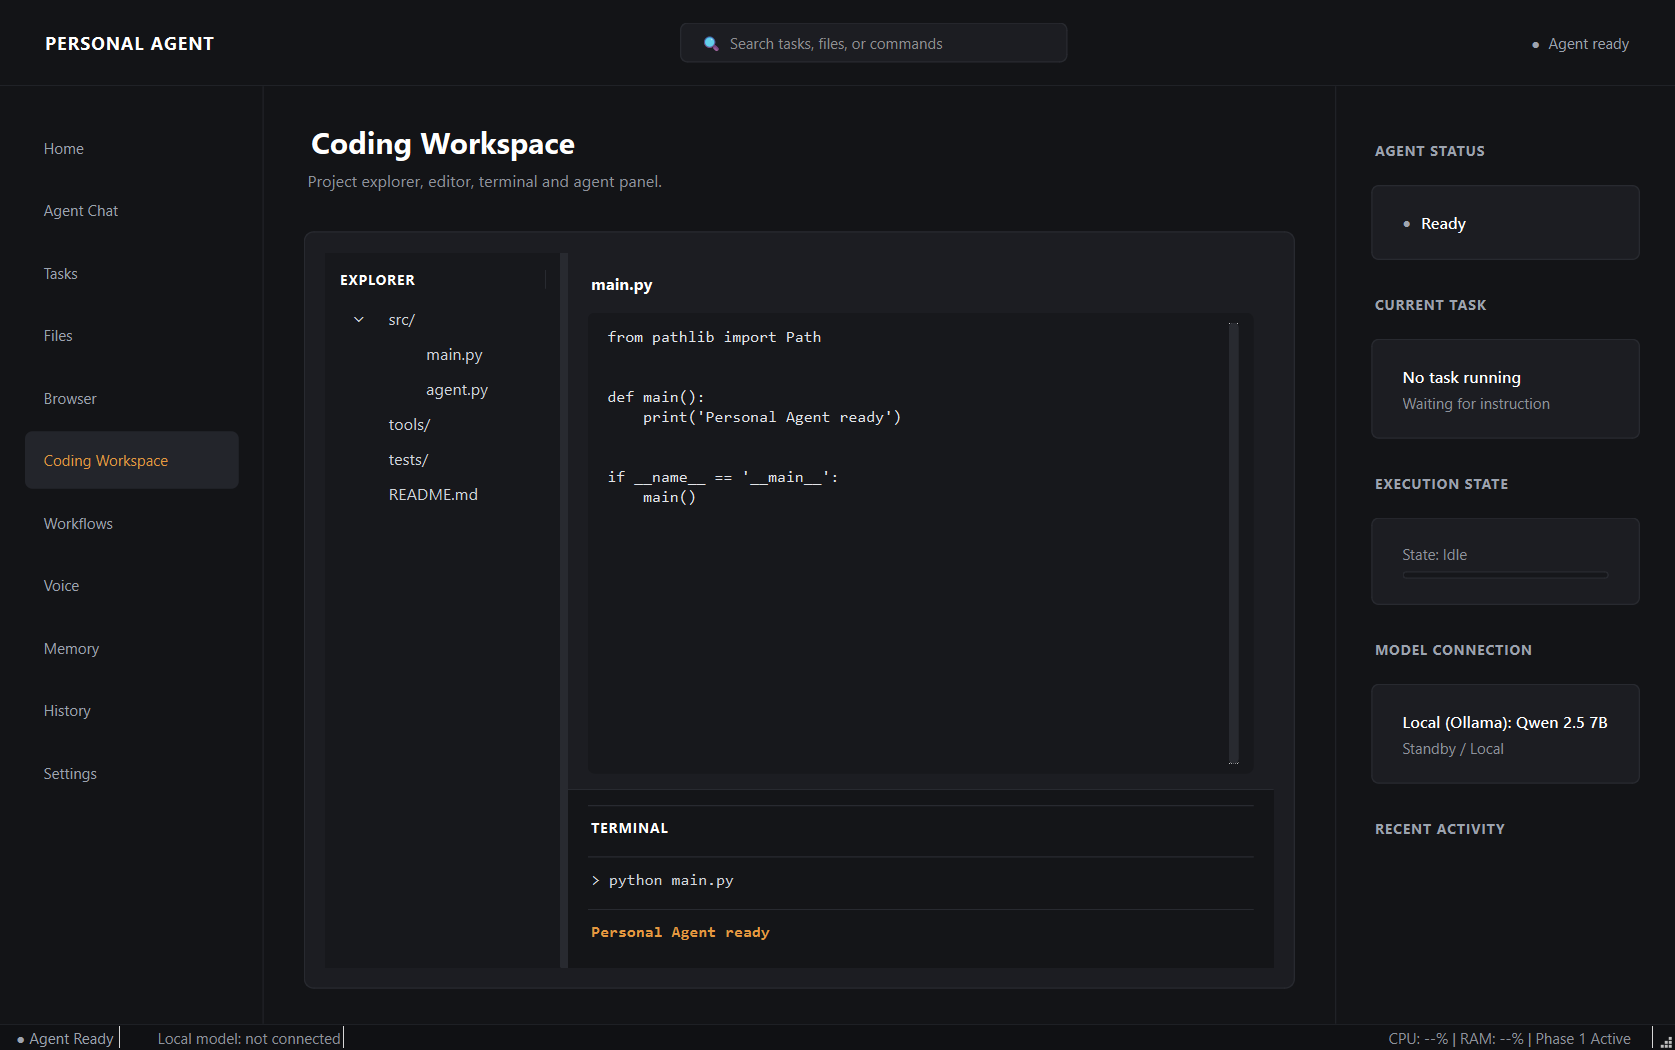 PERSONAL AGENT
Search tasks, files, or commands
● Agent ready
Home
Agent Chat
Tasks
Files
Browser
Coding Workspace
Workflows
Voice
Memory
History
Settings
Coding Workspace
Project explorer, editor, terminal and agent panel.
EXPLORER
src/
main.py
agent.py
tools/
tests/
README.md
main.py
from pathlib import Path
def main():
    print('Personal Agent ready')
if __name__ == '__main__':
    main()
TERMINAL
> python main.py
Personal Agent ready
AGENT STATUS
● Ready
CURRENT TASK
No task running
Waiting for instruction
EXECUTION STATE
State: Idle
MODEL CONNECTION
Local (Ollama): Qwen 2.5 7B
Standby / Local
RECENT ACTIVITY
● Agent Ready
Local model: not connected
CPU: --% | RAM: --% | Phase 1 Active